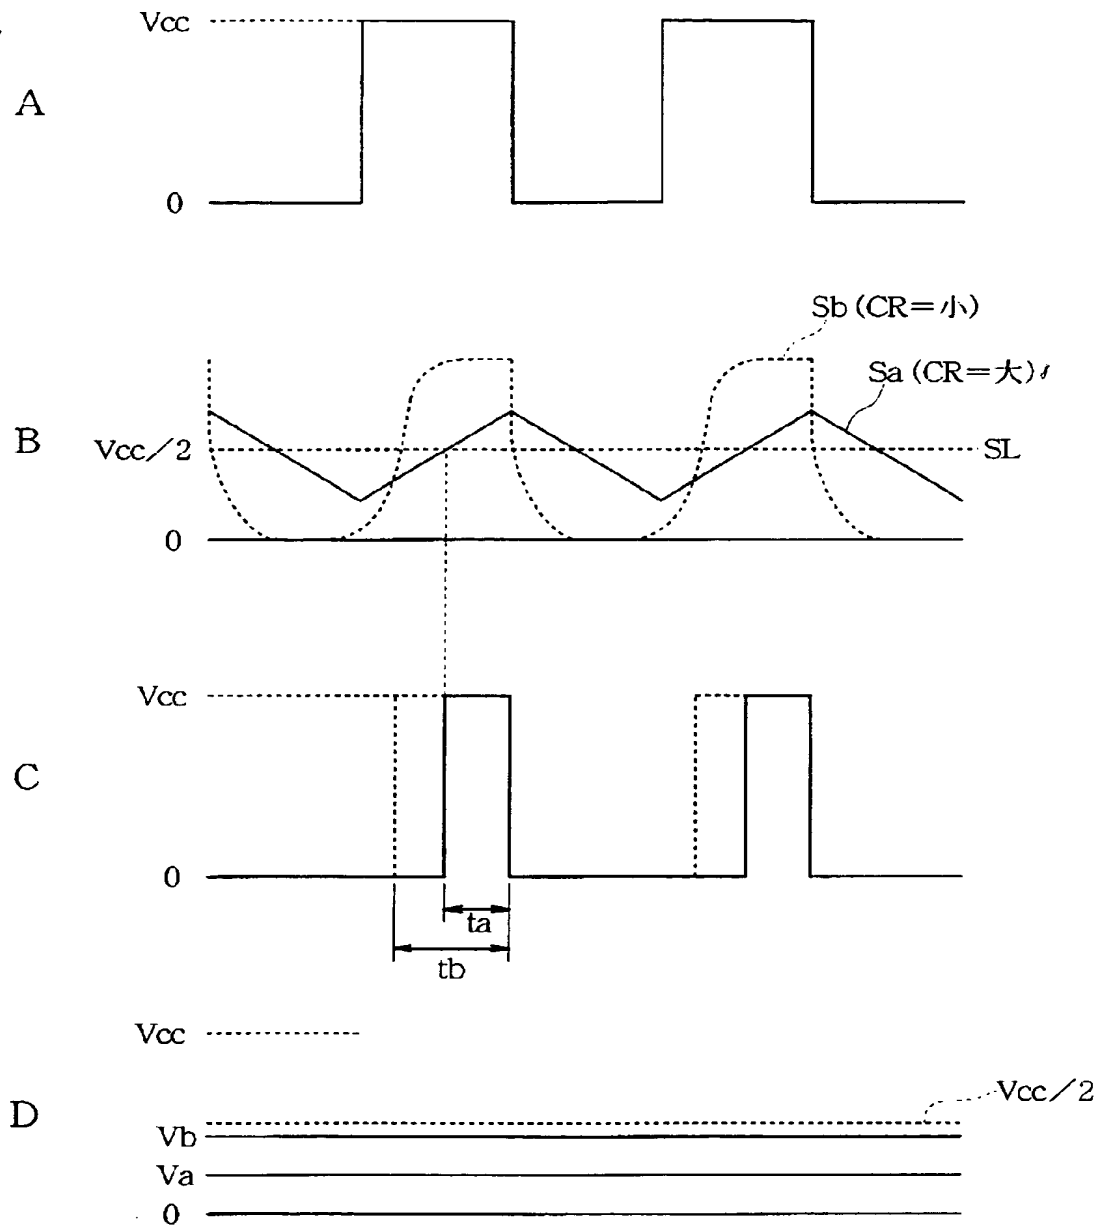 Vcc
A
0
Sb (CR=小)
Sa (CR=大)
B
Vcc/2
SL
0
Vcc
C
0
ta
tb
Vcc
Vcc/2
D
Vb
Va
0